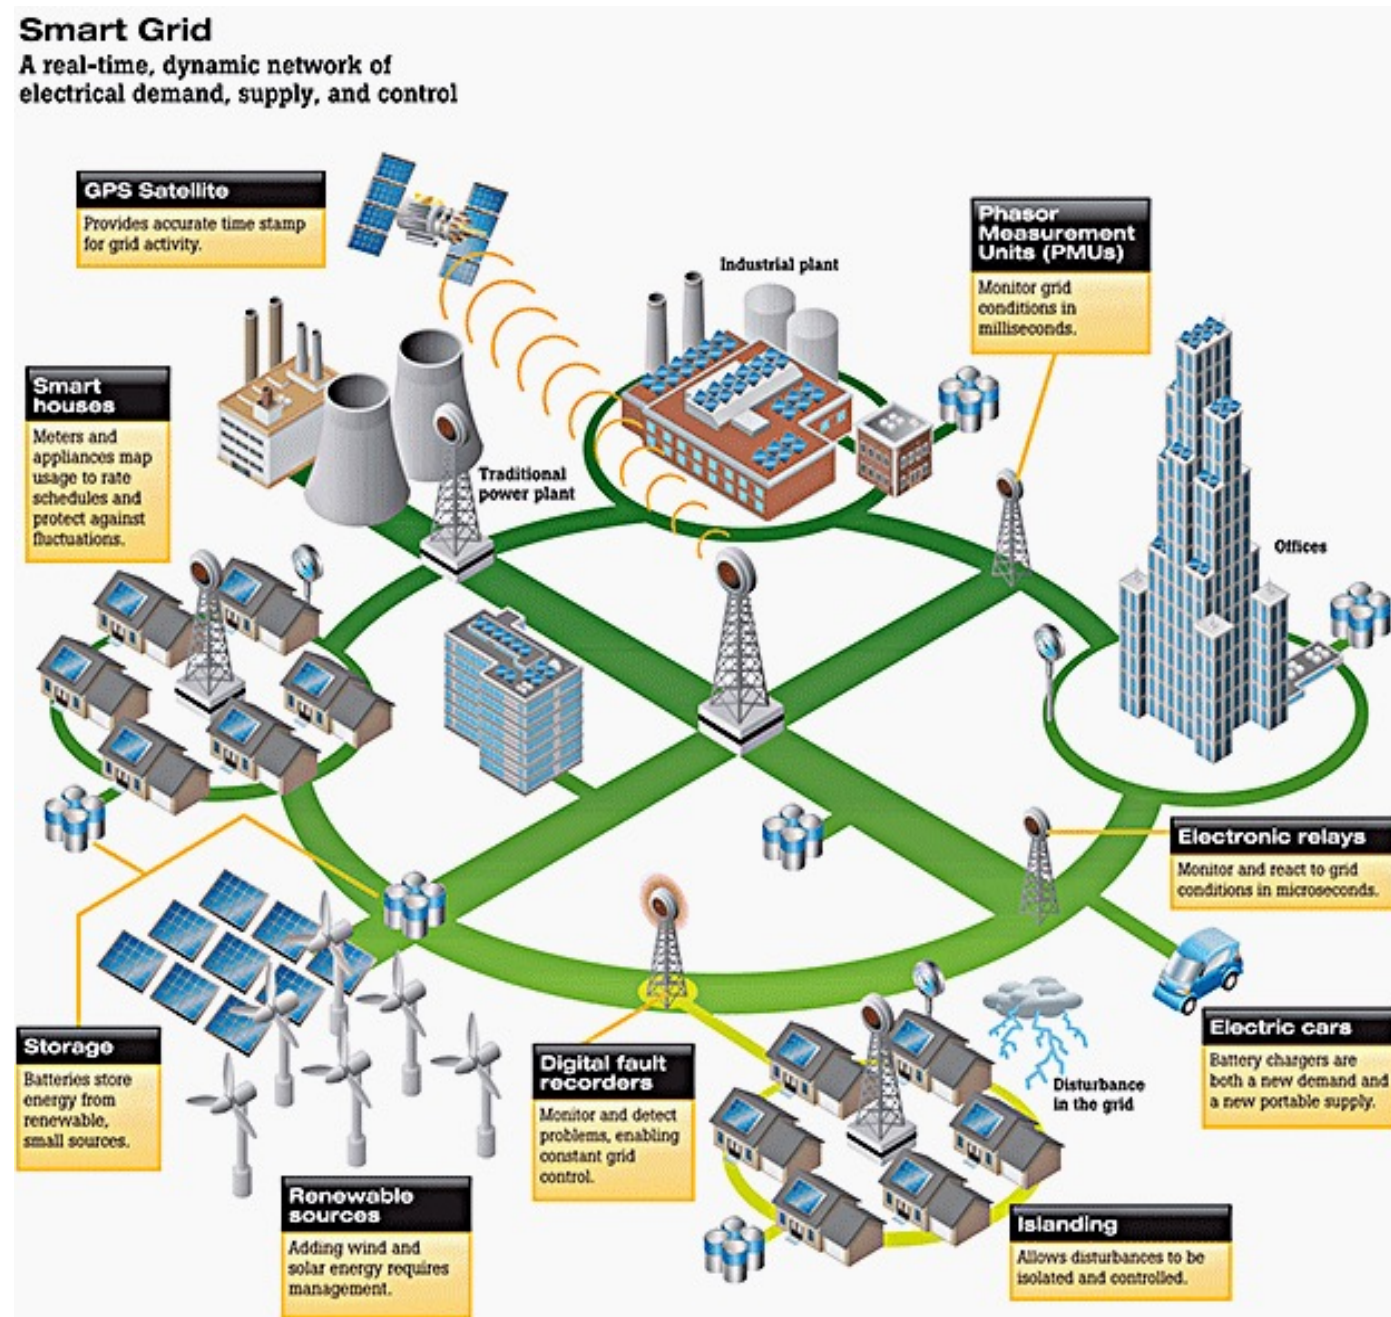 Smart Grid
A real-time, dynamic network of
electrical demand, supply, and control
GPS Satellite
Provides accurate time stamp
for grid activity.
Industrial plant
Phasor
Measurement
Units (PMUs)
Monitor grid
conditions in
milliseconds.
Smart
houses
Meters and
appliances map
usage to rate
schedules and
protect against
fluctuations.
Traditional
power plant
Offices
Electronic relays
Monitor and react to grid
conditions in microseconds.
Storage
Batteries store
energy from
renewable,
small sources.
Renewable
sources
Adding wind and
solar energy requires
management.
Digital fault
recorders
Monitor and detect
problems, enabling
constant grid
control.
Disturbance
in the grid
Electric cars
Battery chargers are
both a new demand and
a new portable supply.
Islanding
Allows disturbances to be
isolated and controlled.